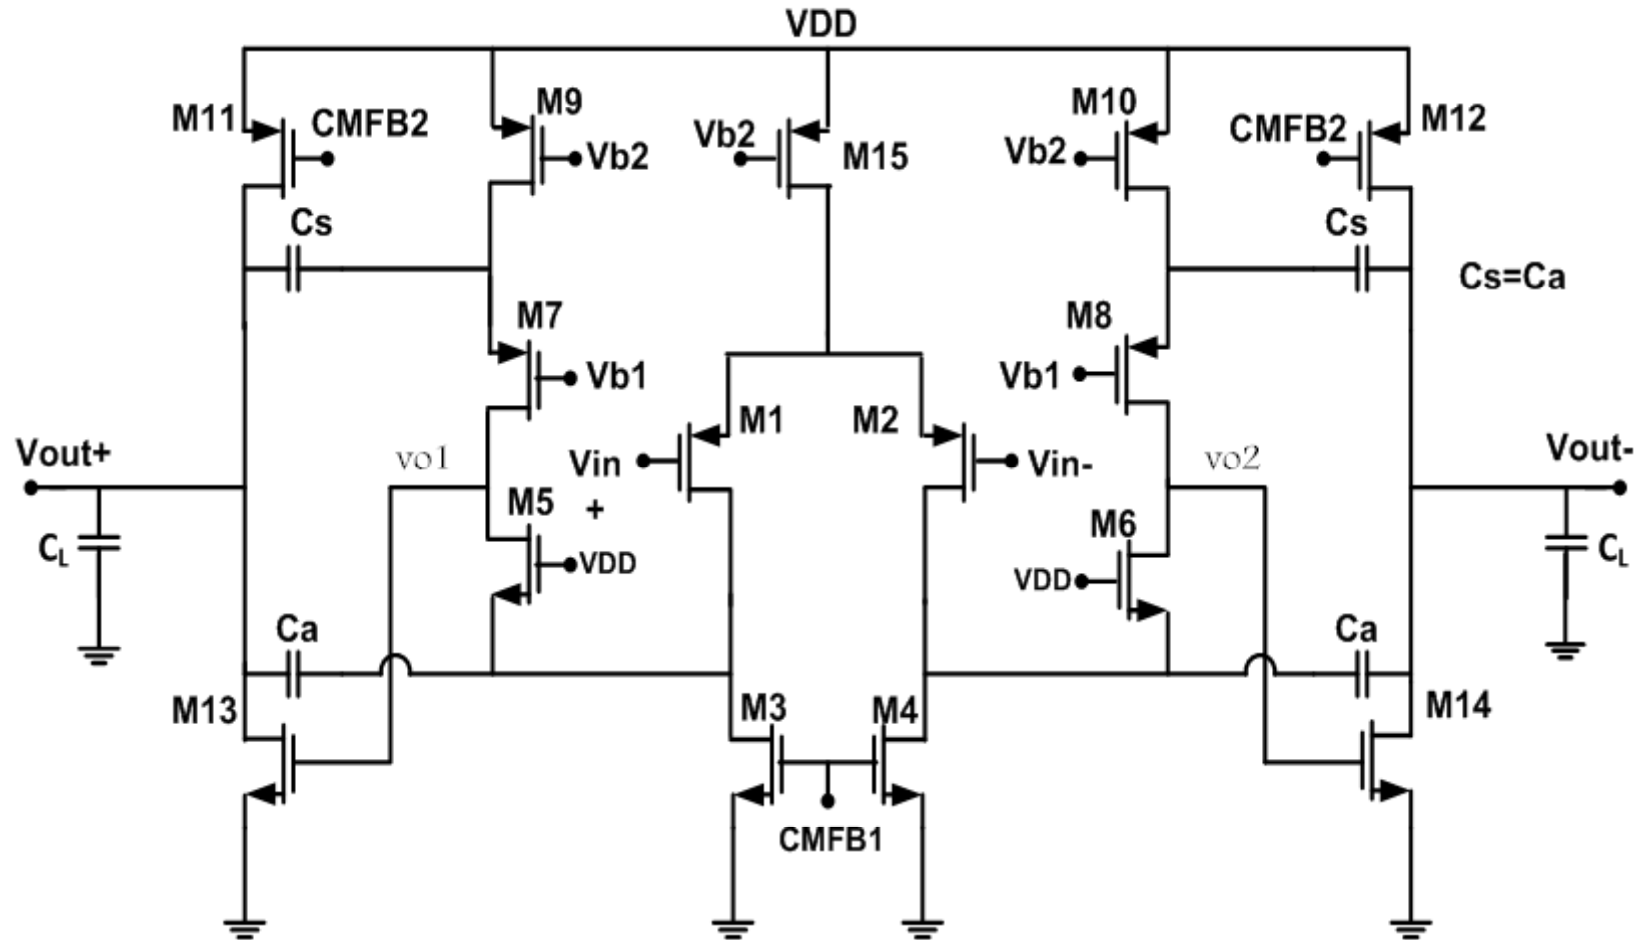 VDD
M11
CMFB2
M9
Vb2
Vb2
M15
M10
Vb2
CMFB2
M12
Cs
Cs
Cs=Ca
M7
Vb1
M8
Vb1
M1
M2
Vout+
vo1
Vin
+
Vin-
vo2
Vout-
M5
VDD
M6
VDD
CL
CL
Ca
Ca
M13
M3
M4
M14
CMFB1